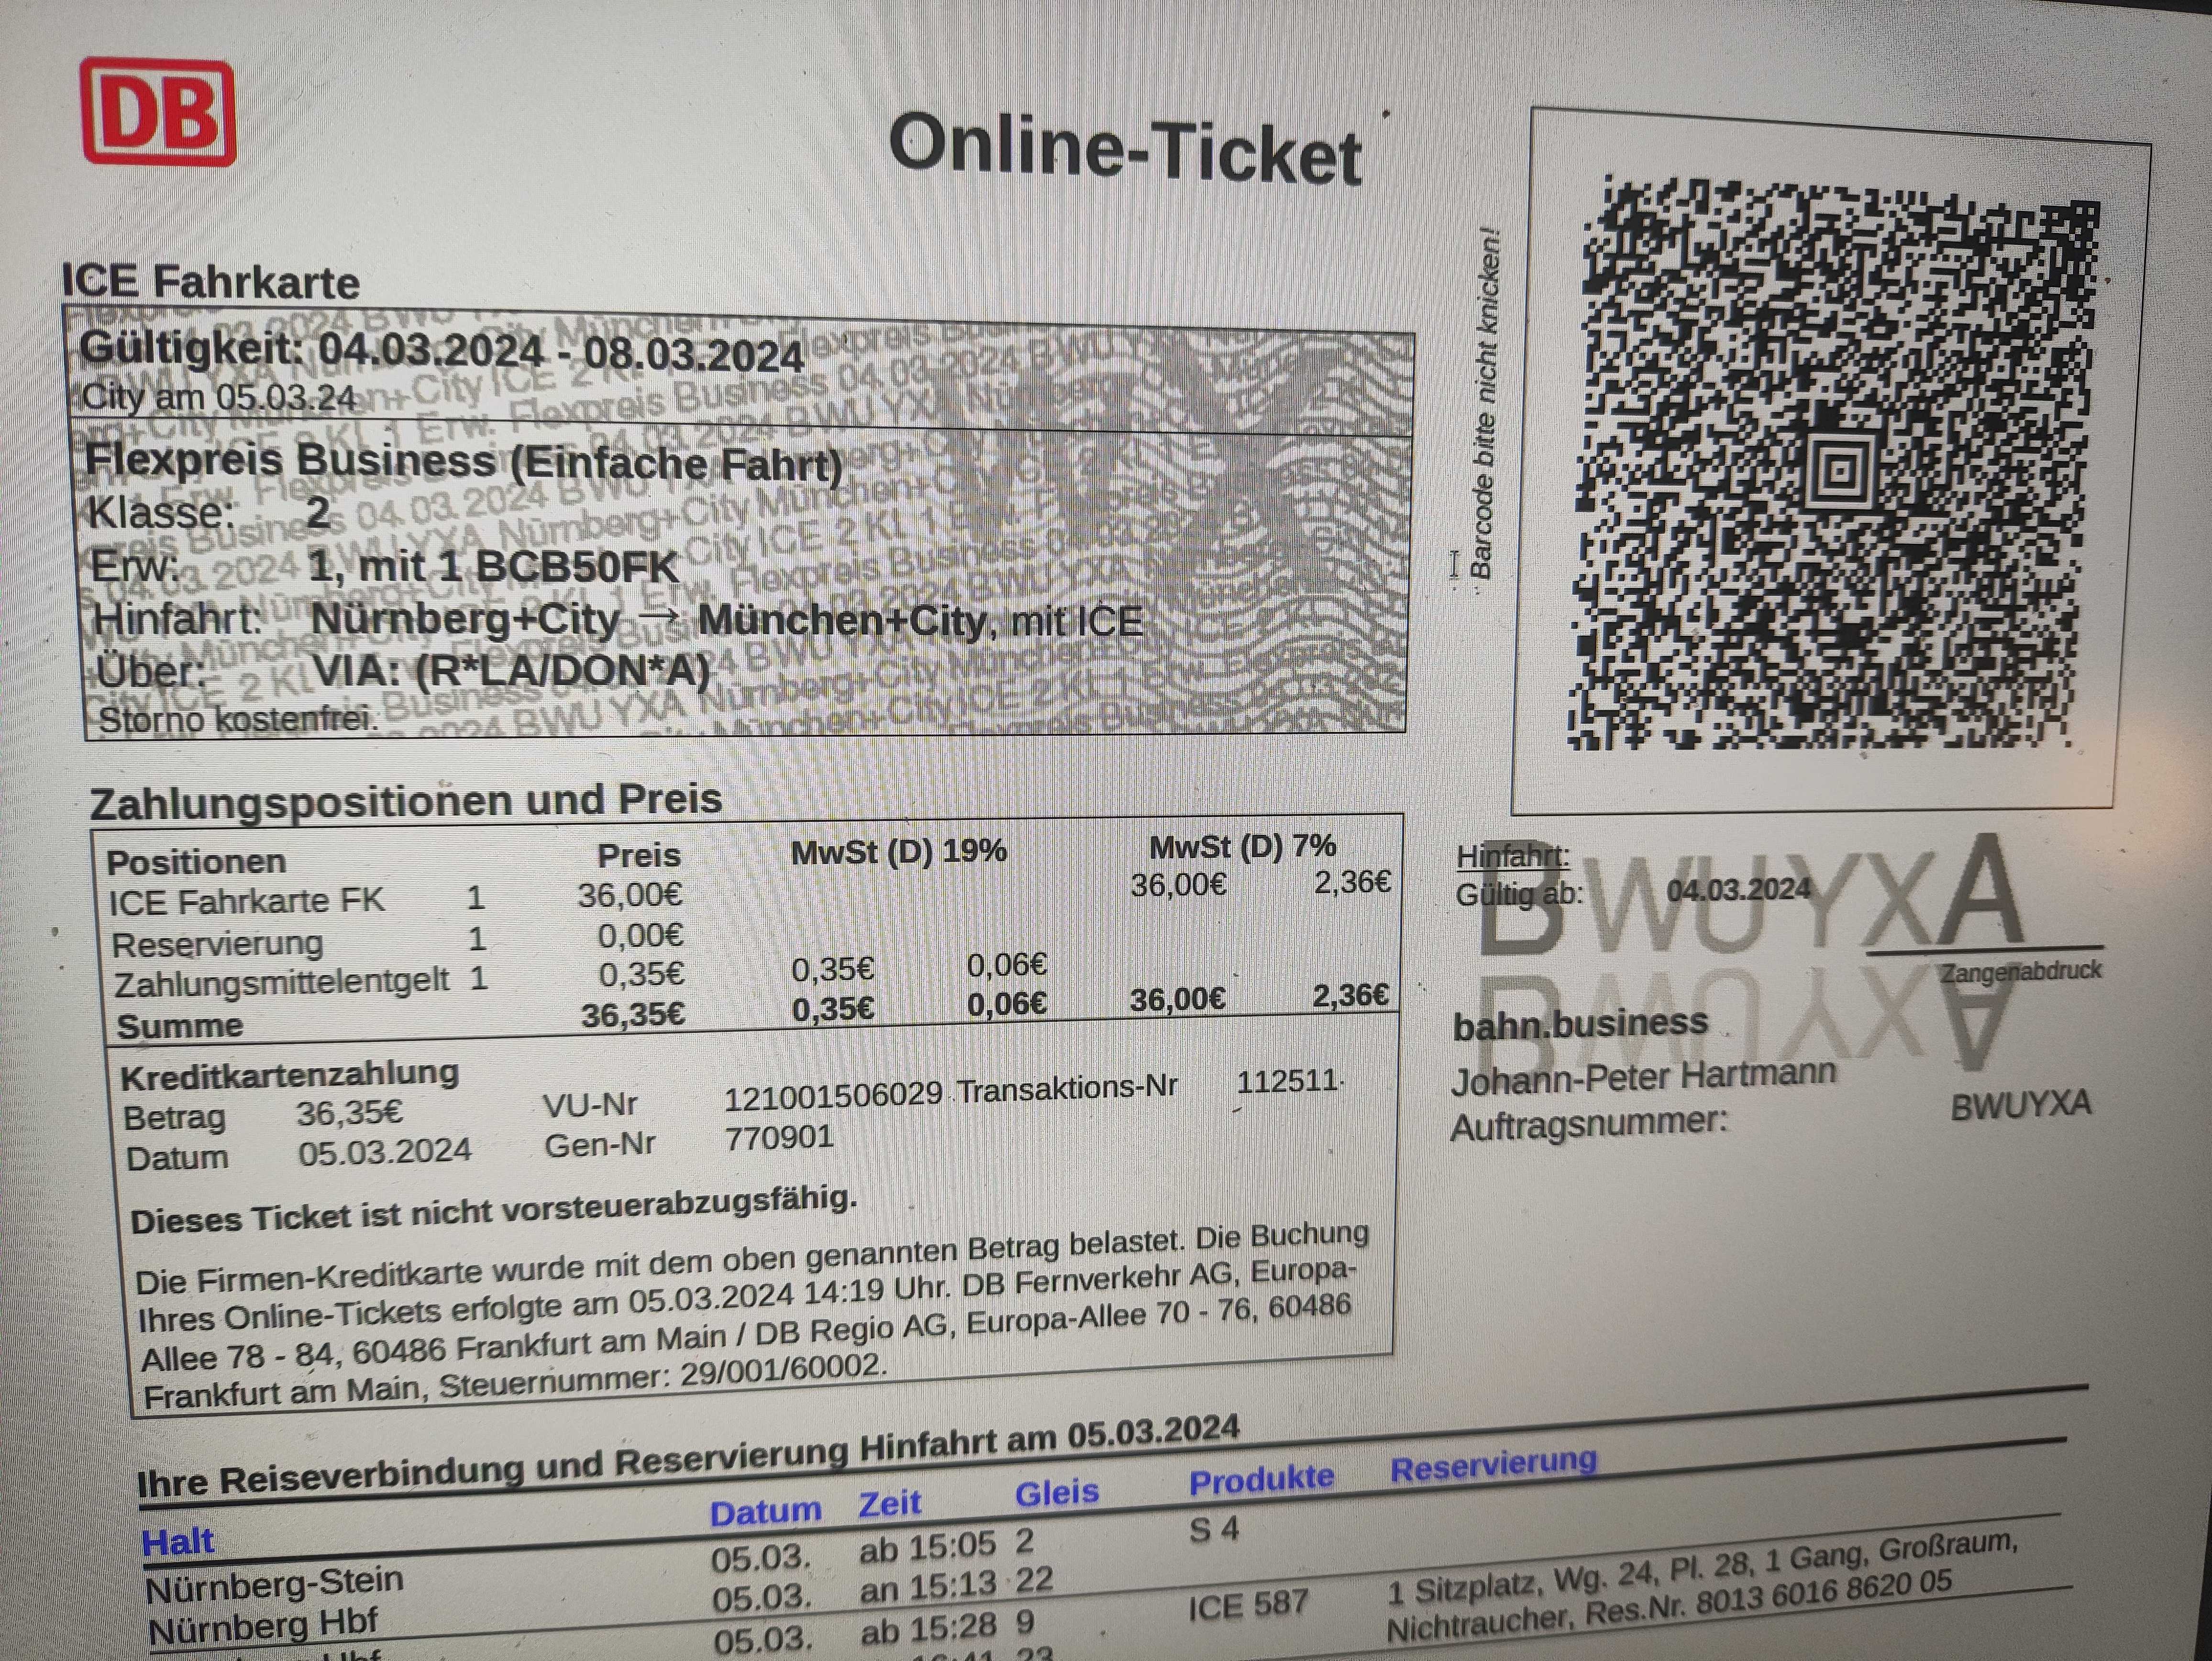 DB
Online-Ticket
ICE Fahrkarte
Gültigkeit: 04.03.2024 - 08.03.2024
City am 05.03.24
Flexpreis Business (Einfache Fahrt)
Klasse: 2
Erw: 1, mit 1 BCB50FK
Hinfahrt: Nürnberg+City → München+City, mit ICE
Über: VIA: (R*LA/DON*A)
Storno kostenfrei.
Barcode bitte nicht knicken!
Zahlungspositionen und Preis
Positionen Preis MwSt (D) 19% MwSt (D) 7%
ICE Fahrkarte FK 1 36,00€ 36,00€ 2,36€
Reservierung 1 0,00€
Zahlungsmittelentgelt 1 0,35€ 0,35€ 0,06€
Summe 36,35€ 0,35€ 0,06€ 36,00€ 2,36€
Kreditkartenzahlung
Betrag 36,35€ VU-Nr 121001506029 Transaktions-Nr 112511
Datum 05.03.2024 Gen-Nr 770901
Dieses Ticket ist nicht vorsteuerabzugsfähig.
Die Firmen-Kreditkarte wurde mit dem oben genannten Betrag belastet. Die Buchung
Ihres Online-Tickets erfolgte am 05.03.2024 14:19 Uhr. DB Fernverkehr AG, Europa-
Allee 78 - 84, 60486 Frankfurt am Main / DB Regio AG, Europa-Allee 70 - 76, 60486
Frankfurt am Main, Steuernummer: 29/001/60002.
Hinfahrt:
Gültig ab: 04.03.2024
BWUYXA
Zangenabdruck
bahn.business
Johann-Peter Hartmann
Auftragsnummer: BWUYXA
Ihre Reiseverbindung und Reservierung Hinfahrt am 05.03.2024
Halt Datum Zeit Gleis Produkte Reservierung
Nürnberg-Stein 05.03. ab 15:05 2 S 4
Nürnberg Hbf 05.03. an 15:13 22
05.03. ab 15:28 9 ICE 587 1 Sitzplatz, Wg. 24, Pl. 28, 1 Gang, Großraum,
Nichtraucher, Res.Nr. 8013 6016 8620 05